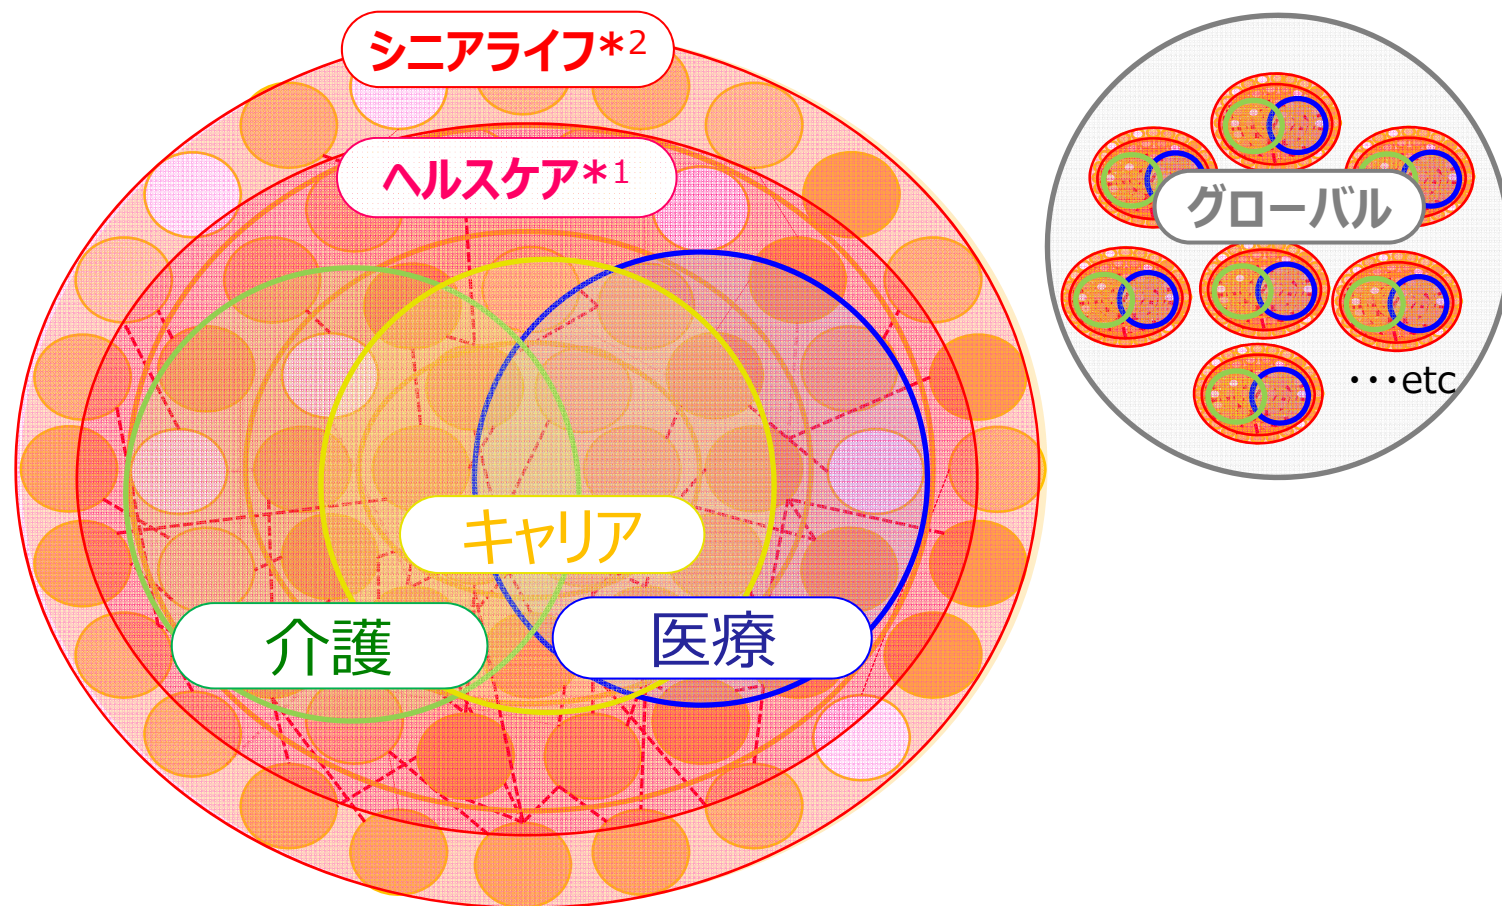 シニアライフ*2
ヘルスケア*1
キャリア
介護
医療
グローバル
・・・etc